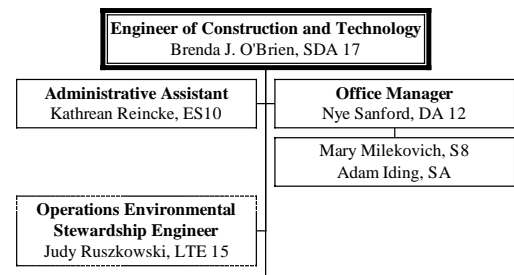 Engineer of Construction and Technology
Brenda J. O'Brien, SDA 17
Administrative Assistant
Kathrean Reincke, ES10
Office Manager
Nye Sanford, DA 12
Mary Milekovich, S8
Adam Iding, SA
Operations Environmental
Stewardship Engineer
Judy Ruszkowski, LTE 15